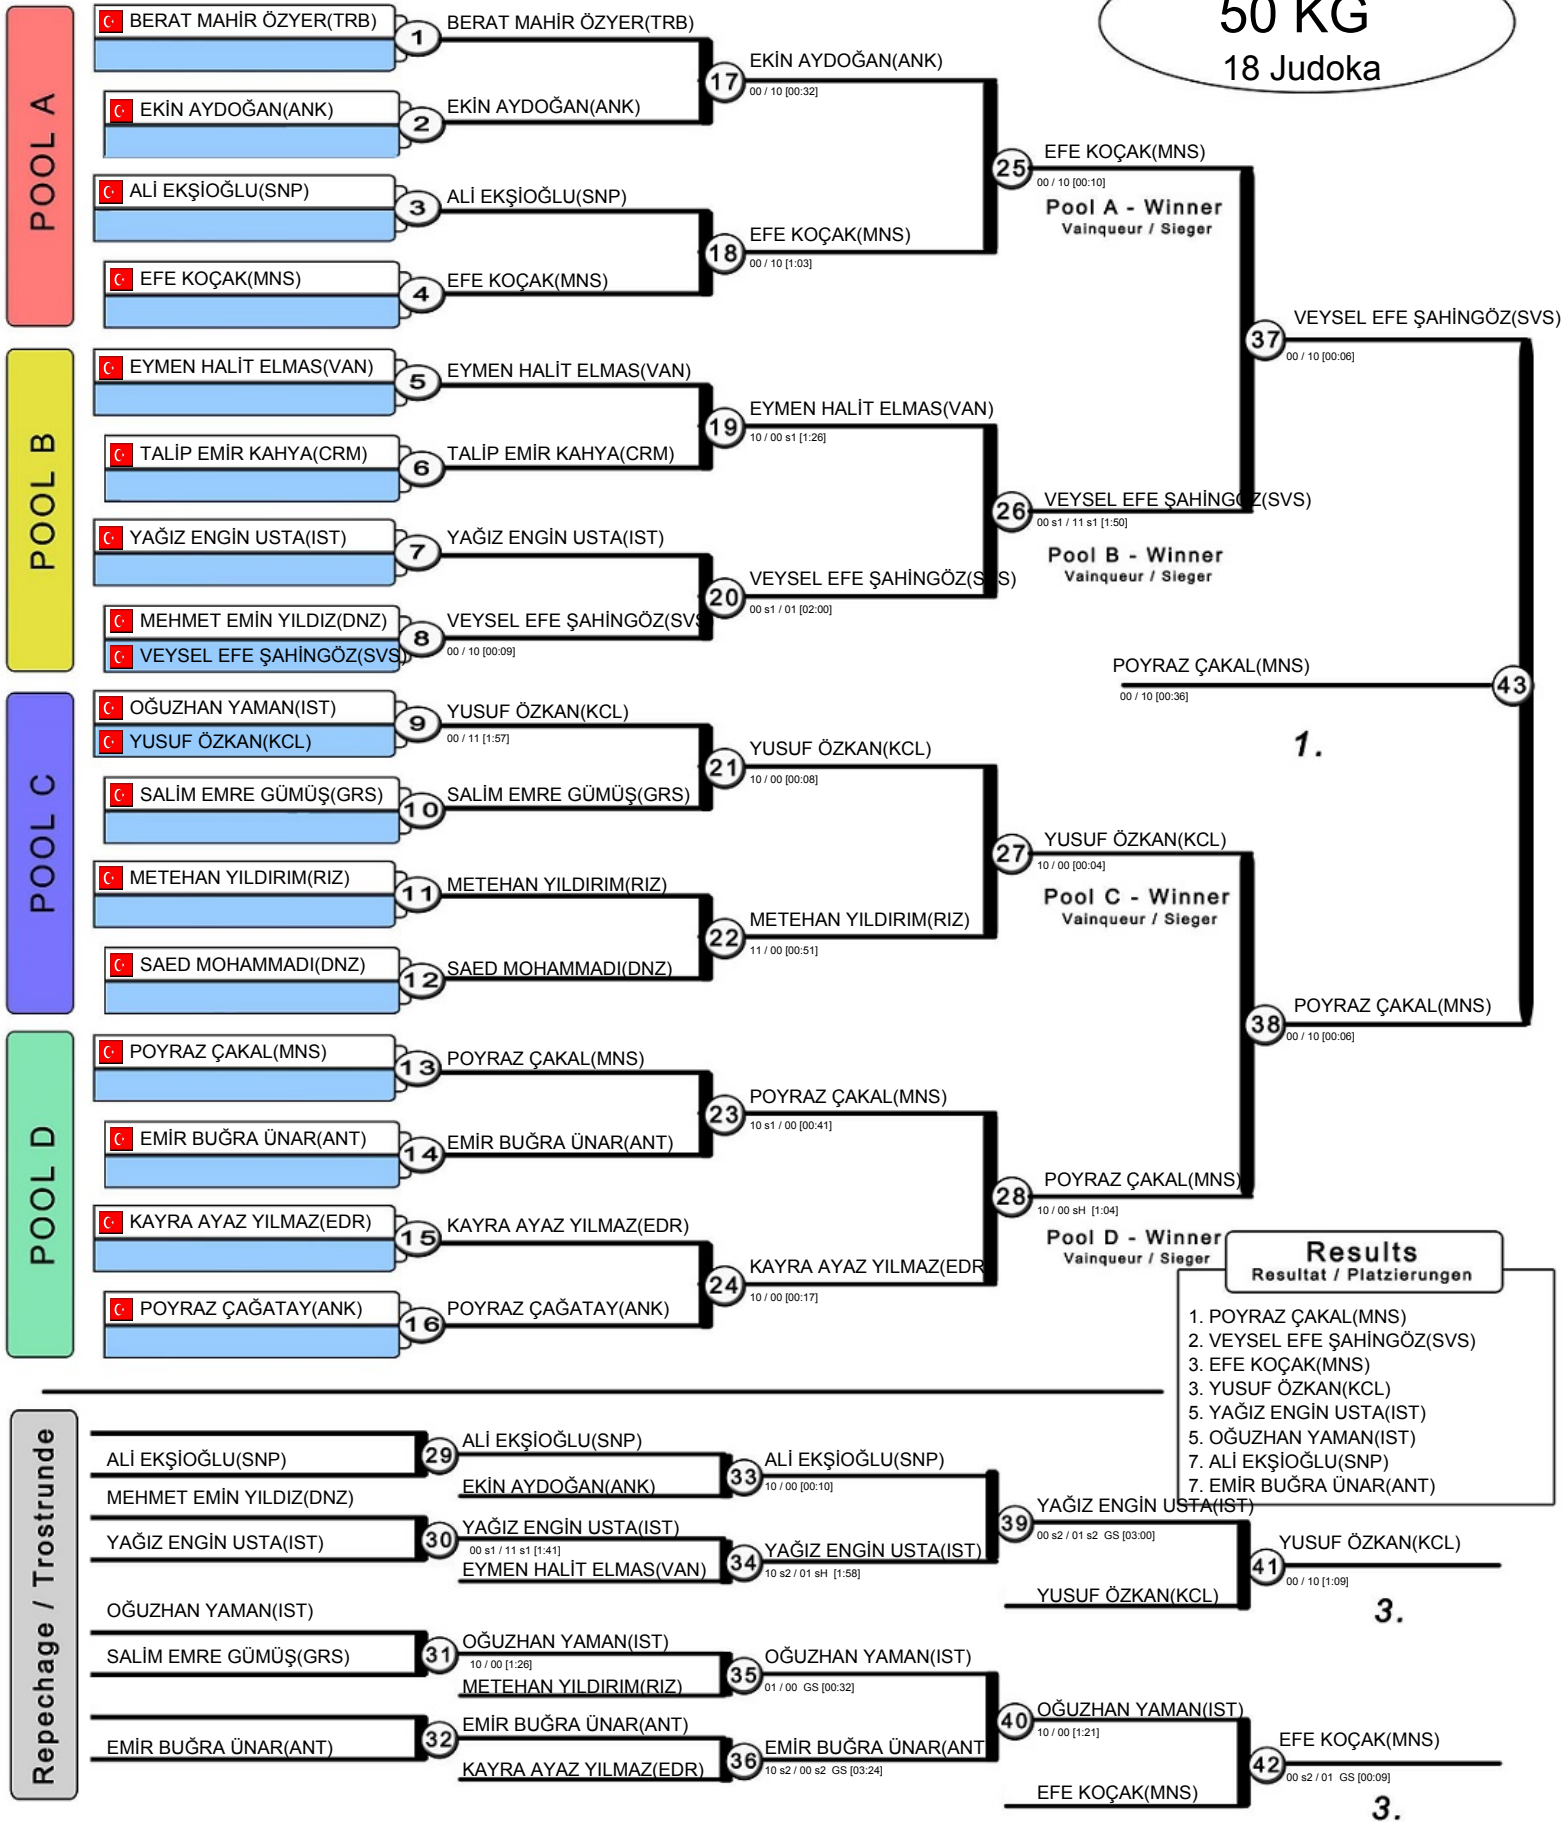 50 KG
18 Judoka
POOL A
BERAT MAHİR ÖZYER(TRB)
1
BERAT MAHİR ÖZYER(TRB)
EKİN AYDOĞAN(ANK)
2
EKİN AYDOĞAN(ANK)
17
EKİN AYDOĞAN(ANK)
00 / 10 [00:32]
ALİ EKŞİOĞLU(SNP)
3
ALİ EKŞİOĞLU(SNP)
EFE KOÇAK(MNS)
4
EFE KOÇAK(MNS)
18
EFE KOÇAK(MNS)
00 / 10 [1:03]
25
EFE KOÇAK(MNS)
00 / 10 [00:10]
Pool A - Winner
Vainqueur / Sieger
POOL B
EYMEN HALİT ELMAS(VAN)
5
EYMEN HALİT ELMAS(VAN)
TALİP EMİR KAHYA(CRM)
6
TALİP EMİR KAHYA(CRM)
19
EYMEN HALİT ELMAS(VAN)
10 / 00 s1 [1:26]
YAĞIZ ENGİN USTA(IST)
7
YAĞIZ ENGİN USTA(IST)
MEHMET EMİN YILDIZ(DNZ)
VEYSEL EFE ŞAHİNGÖZ(SVS)
8
VEYSEL EFE ŞAHİNGÖZ(SVS
00 / 10 [00:09]
20
VEYSEL EFE ŞAHİNGÖZ(SVS)
00 s1 / 01 [02:00]
26
VEYSEL EFE ŞAHİNGÖZ(SVS)
00 s1 / 11 s1 [1:50]
Pool B - Winner
Vainqueur / Sieger
37
VEYSEL EFE ŞAHİNGÖZ(SVS)
00 / 10 [00:06]
POYRAZ ÇAKAL(MNS)
00 / 10 [00:36]
43
1.
POOL C
OĞUZHAN YAMAN(IST)
YUSUF ÖZKAN(KCL)
9
YUSUF ÖZKAN(KCL)
00 / 11 [1:57]
SALİM EMRE GÜMÜŞ(GRS)
10
SALİM EMRE GÜMÜŞ(GRS)
21
YUSUF ÖZKAN(KCL)
10 / 00 [00:08]
METEHAN YILDIRIM(RIZ)
11
METEHAN YILDIRIM(RIZ)
SAED MOHAMMADI(DNZ)
12
SAED MOHAMMADI(DNZ)
22
METEHAN YILDIRIM(RIZ)
11 / 00 [00:51]
27
YUSUF ÖZKAN(KCL)
10 / 00 [00:04]
Pool C - Winner
Vainqueur / Sieger
POOL D
POYRAZ ÇAKAL(MNS)
13
POYRAZ ÇAKAL(MNS)
EMİR BUĞRA ÜNAR(ANT)
14
EMİR BUĞRA ÜNAR(ANT)
23
POYRAZ ÇAKAL(MNS)
10 s1 / 00 [00:41]
KAYRA AYAZ YILMAZ(EDR)
15
KAYRA AYAZ YILMAZ(EDR)
POYRAZ ÇAĞATAY(ANK)
16
POYRAZ ÇAĞATAY(ANK)
24
KAYRA AYAZ YILMAZ(EDR
10 / 00 [00:17]
28
POYRAZ ÇAKAL(MNS)
10 / 00 sH [1:04]
Pool D - Winner
Vainqueur / Sieger
38
POYRAZ ÇAKAL(MNS)
00 / 10 [00:06]
Results
Resultat / Platzierungen
1. POYRAZ ÇAKAL(MNS)
2. VEYSEL EFE ŞAHİNGÖZ(SVS)
3. EFE KOÇAK(MNS)
3. YUSUF ÖZKAN(KCL)
5. YAĞIZ ENGİN USTA(IST)
5. OĞUZHAN YAMAN(IST)
7. ALİ EKŞİOĞLU(SNP)
7. EMİR BUĞRA ÜNAR(ANT)
Repechage / Trostrunde
ALİ EKŞİOĞLU(SNP)
29
ALİ EKŞİOĞLU(SNP)
EKİN AYDOĞAN(ANK)
33
ALİ EKŞİOĞLU(SNP)
10 / 00 [00:10]
MEHMET EMİN YILDIZ(DNZ)
YAĞIZ ENGİN USTA(IST)
30
YAĞIZ ENGİN USTA(IST)
00 s1 / 11 s1 [1:41]
EYMEN HALİT ELMAS(VAN)
34
YAĞIZ ENGİN USTA(IST)
10 s2 / 01 sH [1:58]
39
YAĞIZ ENGİN USTA(IST)
00 s2 / 01 s2 GS [03:00]
YUSUF ÖZKAN(KCL)
41
YUSUF ÖZKAN(KCL)
00 / 10 [1:09]
3.
OĞUZHAN YAMAN(IST)
SALİM EMRE GÜMÜŞ(GRS)
31
OĞUZHAN YAMAN(IST)
10 / 00 [1:26]
METEHAN YILDIRIM(RIZ)
35
OĞUZHAN YAMAN(IST)
01 / 00 GS [00:32]
EMİR BUĞRA ÜNAR(ANT)
32
EMİR BUĞRA ÜNAR(ANT)
KAYRA AYAZ YILMAZ(EDR)
36
EMİR BUĞRA ÜNAR(ANT
10 s2 / 00 s2 GS [03:24]
40
OĞUZHAN YAMAN(IST)
10 / 00 [1:21]
EFE KOÇAK(MNS)
42
EFE KOÇAK(MNS)
00 s2 / 01 GS [00:09]
3.